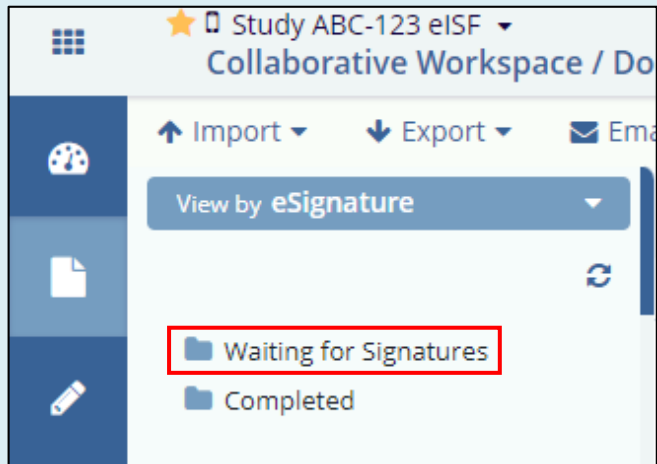 Study ABC-123 eISF
Collaborative Workspace / Do
Import Export Ema
View by eSignature
Waiting for Signatures
Completed